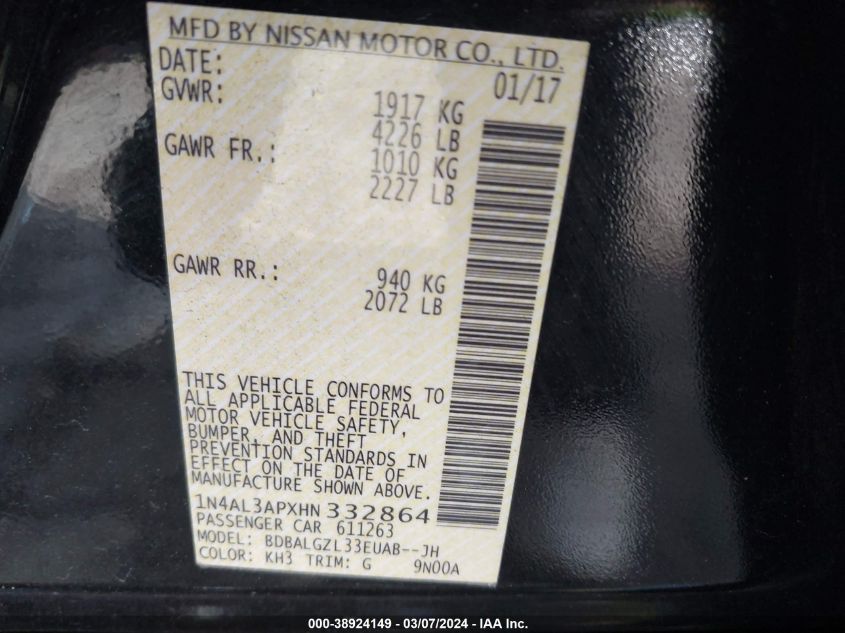 MFD BY NISSAN MOTOR CO., LTD.
DATE: 01/17
GVWR: 1917 KG
4226 LB
GAWR FR.: 1010 KG
2227 LB
GAWR RR.: 940 KG
2072 LB
THIS VEHICLE CONFORMS TO
ALL APPLICABLE FEDERAL
MOTOR VEHICLE SAFETY,
BUMPER, AND THEFT
PREVENTION STANDARDS IN
EFFECT ON THE DATE OF
MANUFACTURE SHOWN ABOVE.
1N4AL3APXHN 332864
PASSENGER CAR 611263
MODEL: BDBALGZL33EUAB--JH
COLOR: KH3 TRIM: G 9N00A
000-38924149 - 03/07/2024 - IAA Inc.